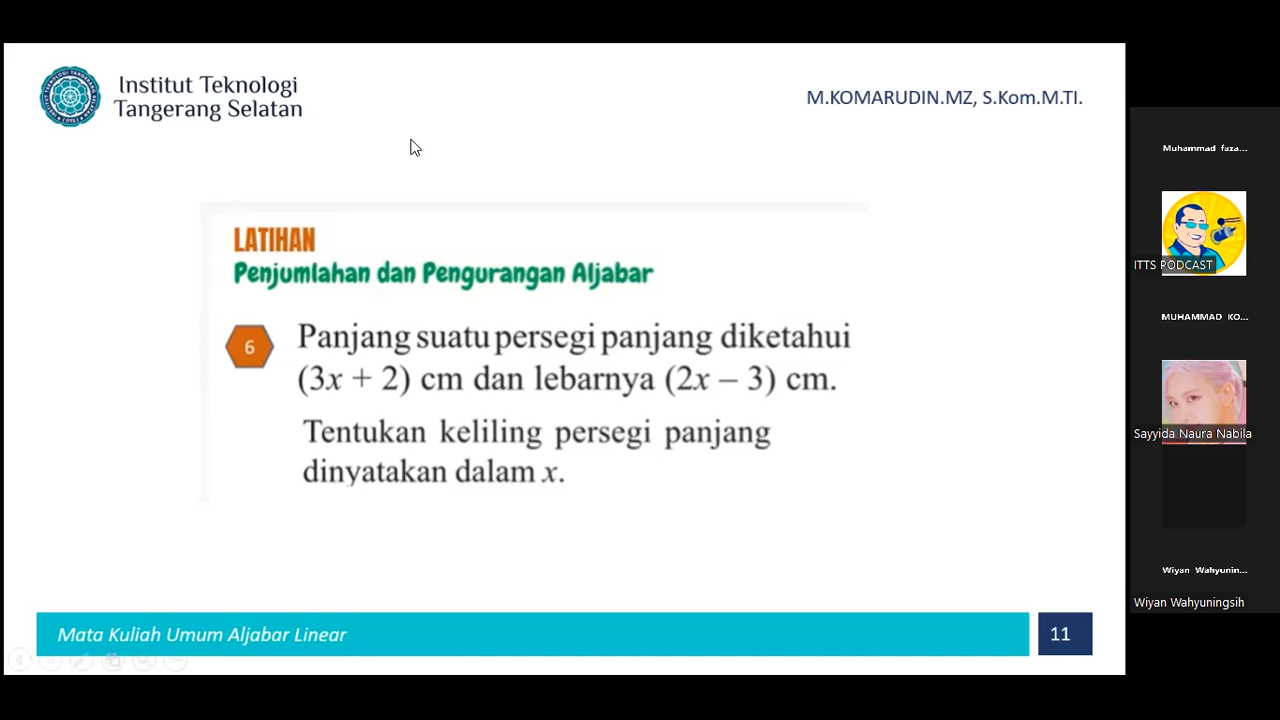 Institut Teknologi
Tangerang Selatan
M.KOMARUDIN.MZ, S.Kom.M.TI.
LATIHAN
Penjumlahan dan Pengurangan Aljabar
6
Panjang suatu persegi panjang diketahui
(3x + 2) cm dan lebarnya (2x – 3) cm.
Tentukan keliling persegi panjang
dinyatakan dalam x.
Mata Kuliah Umum Aljabar Linear
11
Muhammad faza...
ITTS PODCAST
MUHAMMAD KO...
Sayyida Naura Nabila
Wiyan Wahyunin...
Wiyan Wahyuningsih